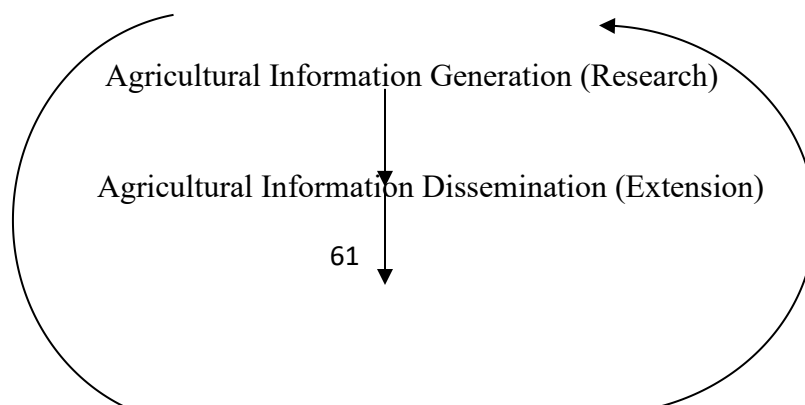 Agricultural Information Generation (Research)
Agricultural Information Dissemination (Extension)
61